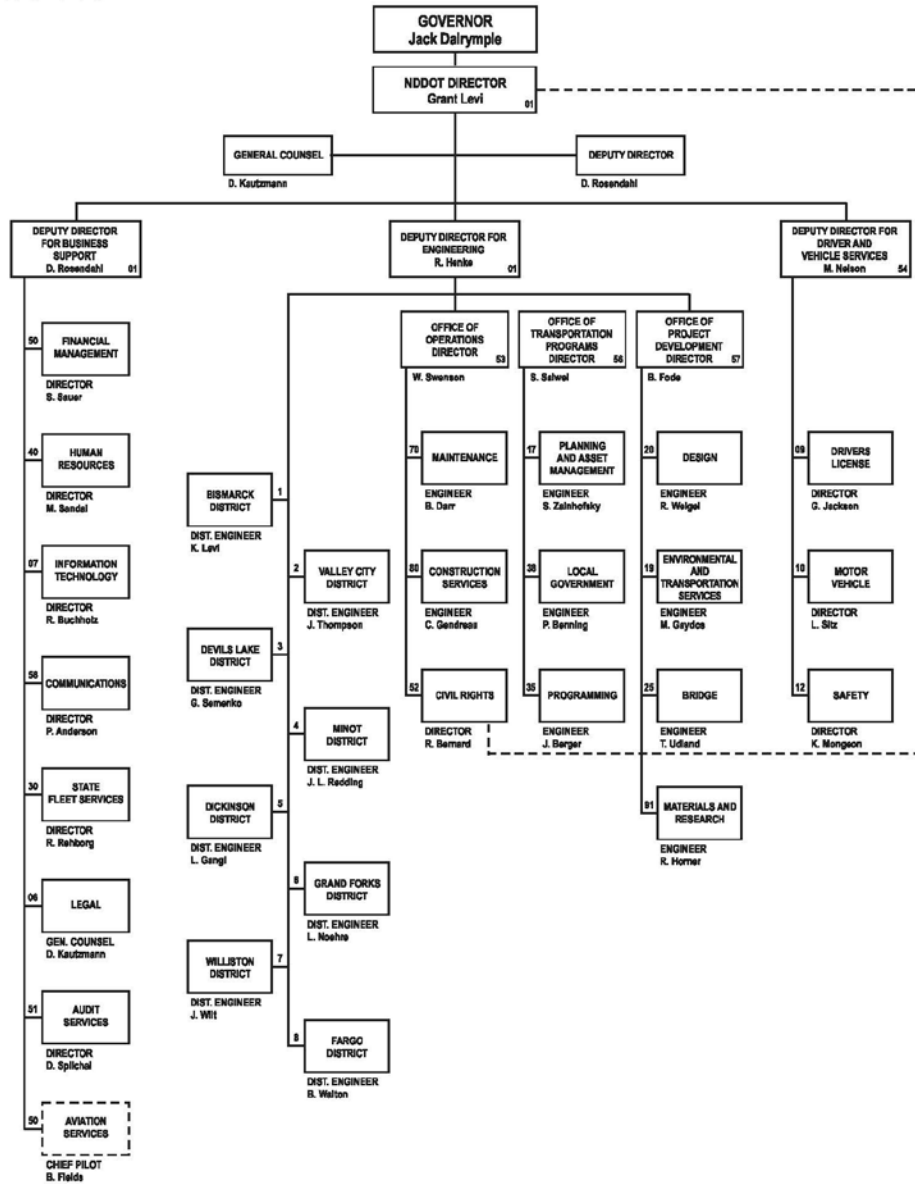 GOVERNOR
Jack Dalrymple
NDDOT DIRECTOR
Grant Levi
01
GENERAL COUNSEL
D. Kautzmann
DEPUTY DIRECTOR
D. Rosendahl
DEPUTY DIRECTOR
FOR BUSINESS
SUPPORT
D. Rosendahl
01
DEPUTY DIRECTOR FOR
ENGINEERING
R. Henke
01
DEPUTY DIRECTOR FOR
DRIVER AND
VEHICLE SERVICES
M. Nelson
54
50
FINANCIAL
MANAGEMENT
DIRECTOR
S. Sauer
40
HUMAN
RESOURCES
DIRECTOR
M. Sandal
07
INFORMATION
TECHNOLOGY
DIRECTOR
R. Buchholz
56
COMMUNICATIONS
DIRECTOR
P. Anderson
30
STATE
FLEET SERVICES
DIRECTOR
R. Rehborg
06
LEGAL
GEN. COUNSEL
D. Kautzmann
51
AUDIT
SERVICES
DIRECTOR
D. Splichal
50
AVIATION
SERVICES
CHIEF PILOT
B. Fields
1
BISMARCK
DISTRICT
DIST. ENGINEER
K. Levi
2
VALLEY CITY
DISTRICT
DIST. ENGINEER
J. Thompson
3
DEVILS LAKE
DISTRICT
DIST. ENGINEER
G. Semenko
4
MINOT
DISTRICT
DIST. ENGINEER
J. L. Redding
5
DICKINSON
DISTRICT
DIST. ENGINEER
L. Gangl
6
GRAND FORKS
DISTRICT
DIST. ENGINEER
L. Noehre
7
WILLISTON
DISTRICT
DIST. ENGINEER
J. Wilt
8
FARGO
DISTRICT
DIST. ENGINEER
B. Walton
OFFICE OF
OPERATIONS
DIRECTOR
53
W. Swenson
70
MAINTENANCE
ENGINEER
B. Darr
80
CONSTRUCTION
SERVICES
ENGINEER
C. Gendreau
52
CIVIL RIGHTS
DIRECTOR
R. Bernard
OFFICE OF
TRANSPORTATION
PROGRAMS
DIRECTOR
56
S. Salwei
17
PLANNING
AND ASSET
MANAGEMENT
ENGINEER
S. Zainhofsky
38
LOCAL
GOVERNMENT
ENGINEER
P. Benning
35
PROGRAMMING
ENGINEER
J. Berger
OFFICE OF
PROJECT
DEVELOPMENT
DIRECTOR
57
B. Fode
20
DESIGN
ENGINEER
R. Weigel
19
ENVIRONMENTAL
AND
TRANSPORTATION
SERVICES
ENGINEER
M. Gaydos
25
BRIDGE
ENGINEER
T. Udland
91
MATERIALS AND
RESEARCH
ENGINEER
R. Horner
09
DRIVERS
LICENSE
DIRECTOR
G. Jackson
10
MOTOR
VEHICLE
DIRECTOR
L. Sitz
12
SAFETY
DIRECTOR
K. Mongeon